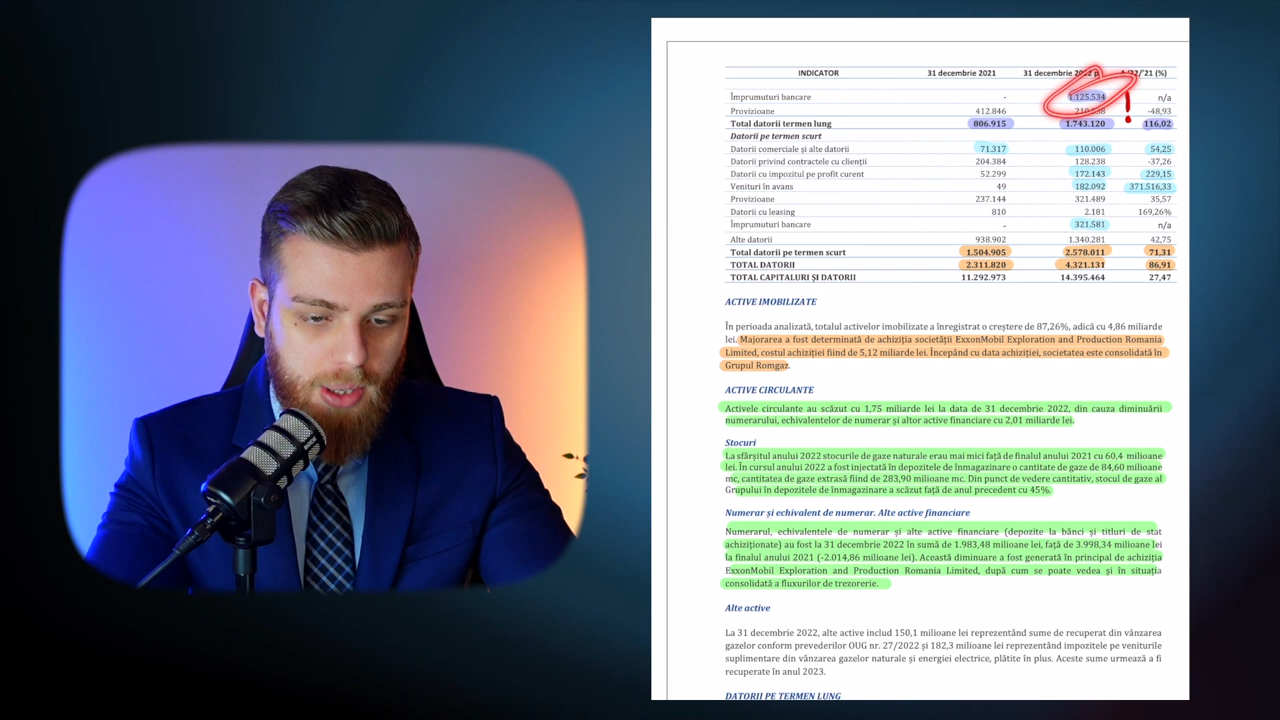 INDICATOR 31 decembrie 2021 31 decembrie 2022 (%)
Împrumuturi bancare - 1.125.534 n/a
Provizioane 412.846 -48,93
Total datorii termen lung 806.915 1.743.120 116,02
Datorii pe termen scurt
Datorii comerciale și alte datorii 71.317 110.006 54,25
Datorii privind contractele cu clienții 204.384 128.238 -37,26
Datorii cu impozitul pe profit curent 52.299 172.143 229,15
Venituri în avans 49 182.092 371.516,33
Provizioane 237.144 321.489 35,57
Datorii cu leasing 810 2.181 169,26%
Împrumuturi bancare - 321.581 n/a
Alte datorii 938.902 1.340.281 42,75
Total datorii pe termen scurt 1.504.905 2.578.011 71,31
TOTAL DATORII 2.311.820 4.321.131 86,91
TOTAL CAPITALURI ȘI DATORII 11.292.973 14.395.464 27,47
ACTIVE IMOBILIZATE
În perioada analizată, totalul activelor imobilizate a înregistrat o creștere de 87,26%, adică cu 4,86 miliarde
lei. Majorarea a fost determinată de achiziția societății ExxonMobil Exploration and Production Romania
Limited, costul achiziției fiind de 5,12 miliarde lei. Începând cu data achiziției, societatea este consolidată în
Grupul Romgaz.
ACTIVE CIRCULANTE
Activele circulante au scăzut cu 1,75 miliarde lei la data de 31 decembrie 2022, din cauza diminuării
numerarului, echivalentelor de numerar și altor active financiare cu 2,01 miliarde lei.
Stocuri
La sfârșitul anului 2022 stocurile de gaze naturale erau mai mici față de finalul anului 2021 cu 60,4 milioane
lei. În cursul anului 2022 a fost injectată în depozitele de înmagazinare o cantitate de gaze de 84,60 milioane
mc, cantitatea de gaze extrasă fiind de 283,90 milioane mc. Din punct de vedere cantitativ, stocul de gaze al
Grupului în depozitele de înmagazinare a scăzut față de anul precedent cu 45%.
Numerar și echivalent de numerar. Alte active financiare
Numerarul, echivalentele de numerar și alte active financiare (depozite la bănci și titluri de stat
achiziționate) au fost la 31 decembrie 2022 în sumă de 1.983,48 milioane lei, față de 3.998,34 milioane lei
la finalul anului 2021 (-2.014,86 milioane lei). Această diminuare a fost generată în principal de achiziția
ExxonMobil Exploration and Production Romania Limited, după cum se poate vedea și în situația
consolidată a fluxurilor de trezorerie.
Alte active
La 31 decembrie 2022, alte active includ 150,1 milioane lei reprezentând sume de recuperat din vânzarea
gazelor conform prevederilor OUG nr. 27/2022 și 182,3 milioane lei reprezentând impozitele pe veniturile
suplimentare din vânzarea gazelor naturale și energiei electrice, plătite în plus. Aceste sume urmează a fi
recuperate în anul 2023.
DATORII PE TERMEN LUNG